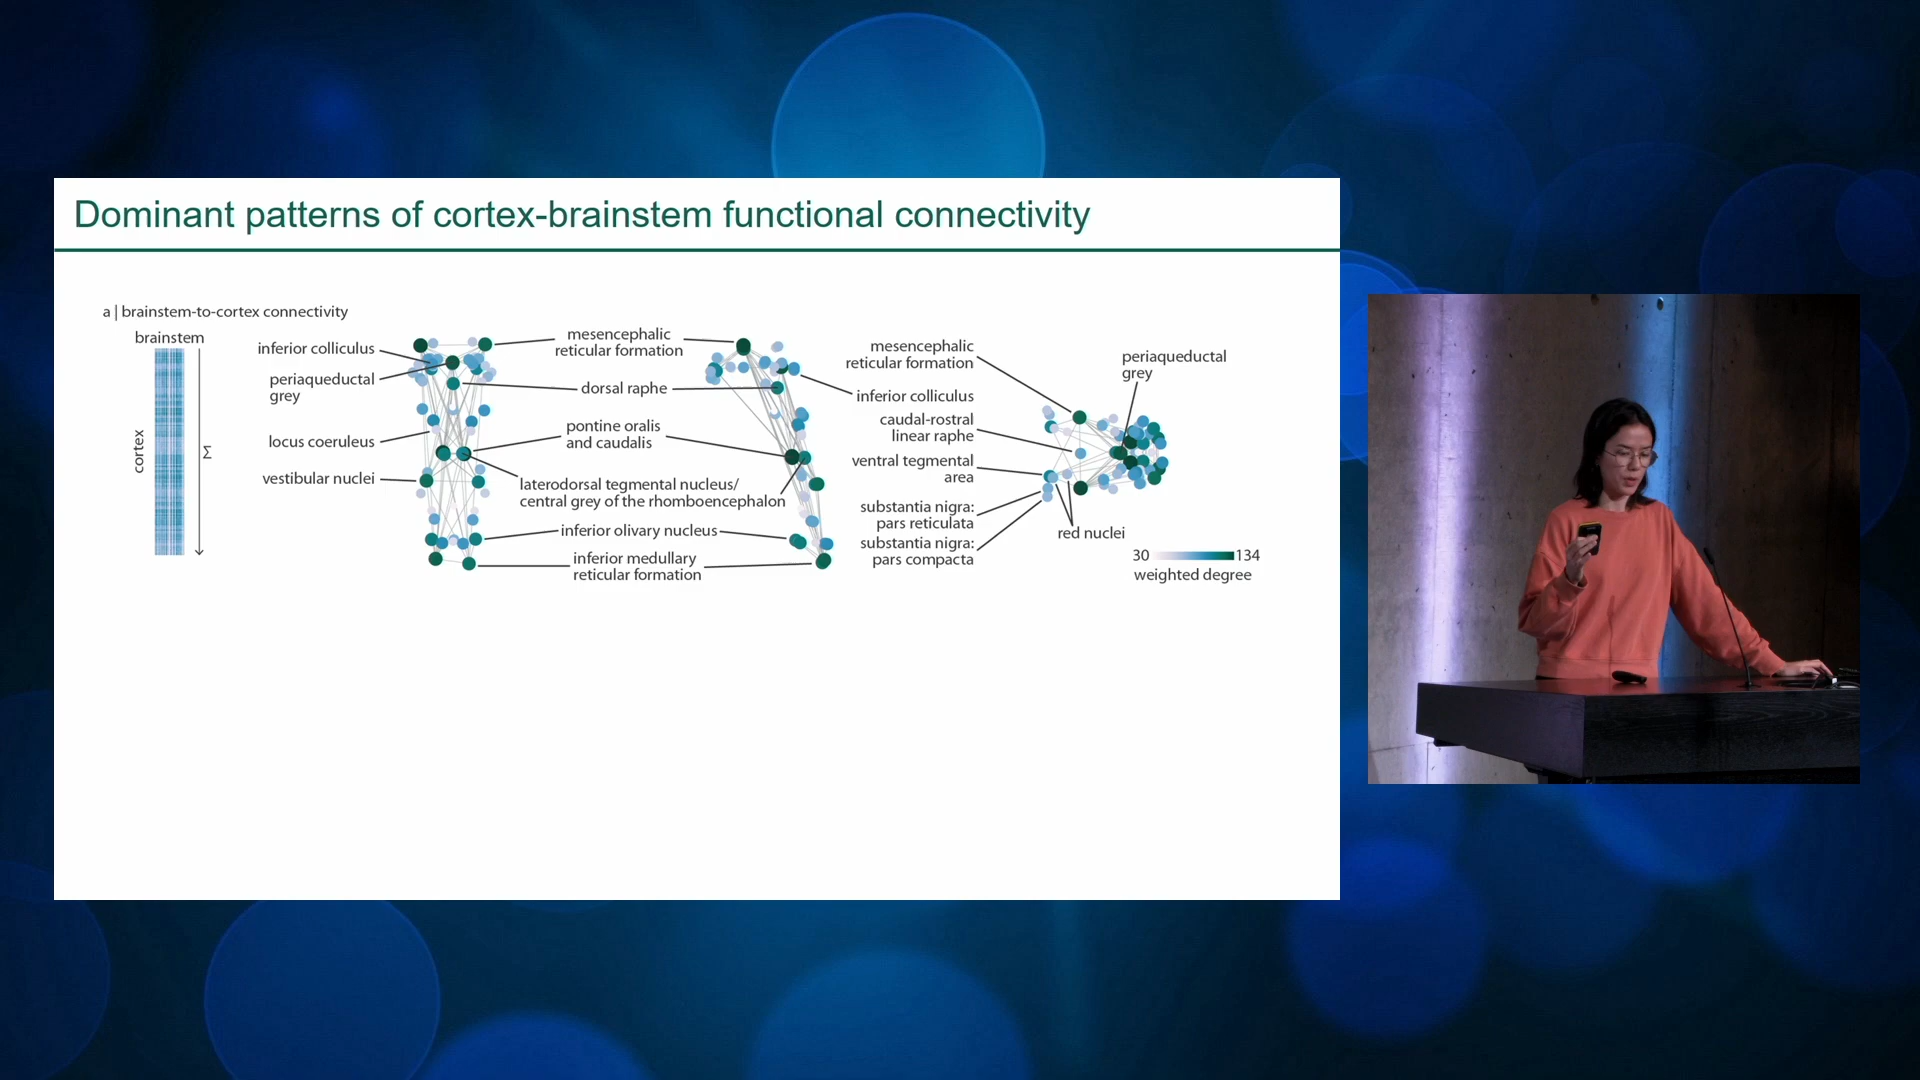 Dominant patterns of cortex-brainstem functional connectivity
a | brainstem-to-cortex connectivity
brainstem
cortex
Σ
inferior colliculus
periaqueductal
grey
locus coeruleus
vestibular nuclei
mesencephalic
reticular formation
dorsal raphe
pontine oralis
and caudalis
laterodorsal tegmental nucleus/
central grey of the rhomboencephalon
inferior olivary nucleus
inferior medullary
reticular formation
mesencephalic
reticular formation
inferior colliculus
caudal-rostral
linear raphe
ventral tegmental
area
substantia nigra:
pars reticulata
substantia nigra:
pars compacta
periaqueductal
grey
red nuclei
30 134
weighted degree